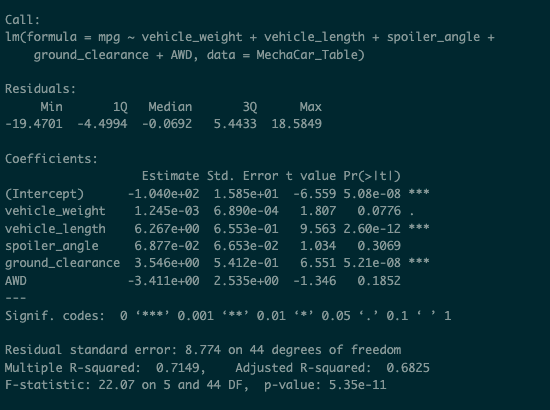 Call:
lm(formula = mpg ~ vehicle_weight + vehicle_length + spoiler_angle +
    ground_clearance + AWD, data = MechaCar_Table)

Residuals:
     Min       1Q   Median       3Q      Max
-19.4701  -4.4994  -0.0692   5.4433  18.5849

Coefficients:
                   Estimate Std. Error t value Pr(>|t|)
(Intercept)      -1.040e+02  1.585e+01  -6.559 5.08e-08 ***
vehicle_weight    1.245e-03  6.890e-04   1.807   0.0776 .
vehicle_length    6.267e+00  6.553e-01   9.563 2.60e-12 ***
spoiler_angle     6.877e-02  6.653e-02   1.034   0.3069
ground_clearance  3.546e+00  5.412e-01   6.551 5.21e-08 ***
AWD              -3.411e+00  2.535e+00  -1.346   0.1852
---
Signif. codes:  0 ‘***’ 0.001 ‘**’ 0.01 ‘*’ 0.05 ‘.’ 0.1 ‘ ’ 1

Residual standard error: 8.774 on 44 degrees of freedom
Multiple R-squared:  0.7149,    Adjusted R-squared:  0.6825
F-statistic: 22.07 on 5 and 44 DF,  p-value: 5.35e-11